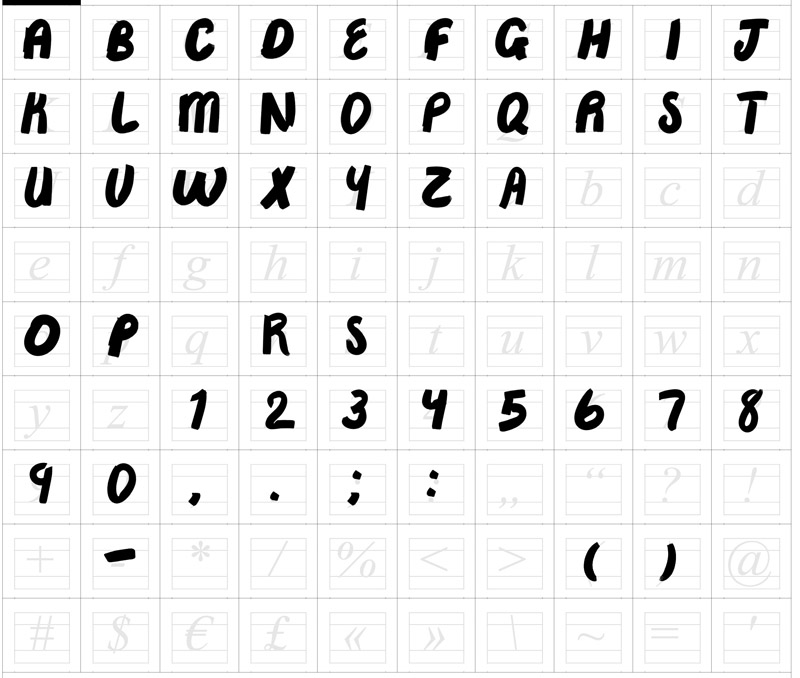 A B C D E F G H I J
K L M N O P Q R S T
U V W X Y Z A b c d
e f g h i j k l m n
O P q R S t u v w x
y z 1 2 3 4 5 6 7 8
9 0 , . ; : „ “ ? !
+ - * / % < > ( ) @
# $ € £ « » \ ~ = '